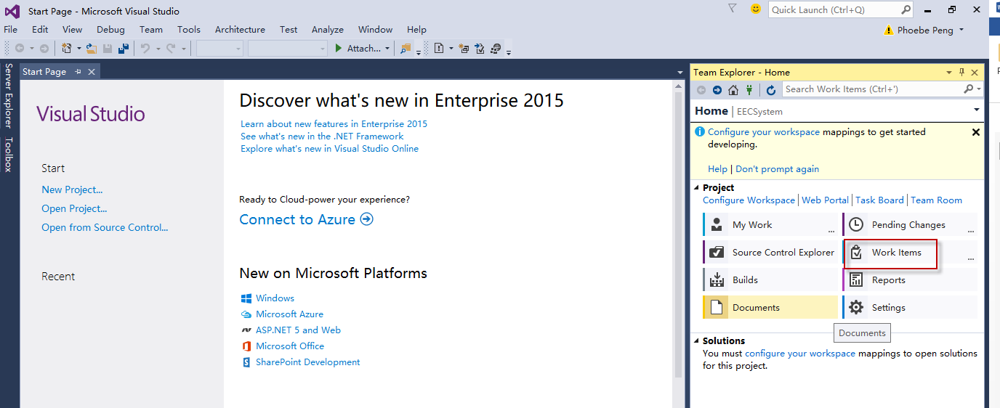 Start Page - Microsoft Visual Studio
Quick Launch (Ctrl+Q)
File Edit View Debug Team Tools Architecture Test Analyze Window Help
Phoebe Peng
Attach...
Server Explorer
Toolbox
Start Page
Visual Studio
Start
New Project...
Open Project...
Open from Source Control...
Recent
Discover what's new in Enterprise 2015
Learn about new features in Enterprise 2015
See what's new in the .NET Framework
Explore what's new in Visual Studio Online
Ready to Cloud-power your experience?
Connect to Azure
New on Microsoft Platforms
Windows
Microsoft Azure
ASP.NET 5 and Web
Microsoft Office
SharePoint Development
Team Explorer - Home
Search Work Items (Ctrl+')
Home | EECSystem
Configure your workspace mappings to get started
developing.
Help | Don't prompt again
Project
Configure Workspace | Web Portal | Task Board | Team Room
My Work ...
Pending Changes ...
Source Control Explorer
Work Items ...
Builds
Reports
Documents
Settings
Documents
Solutions
You must configure your workspace mappings to open solutions
for this project.